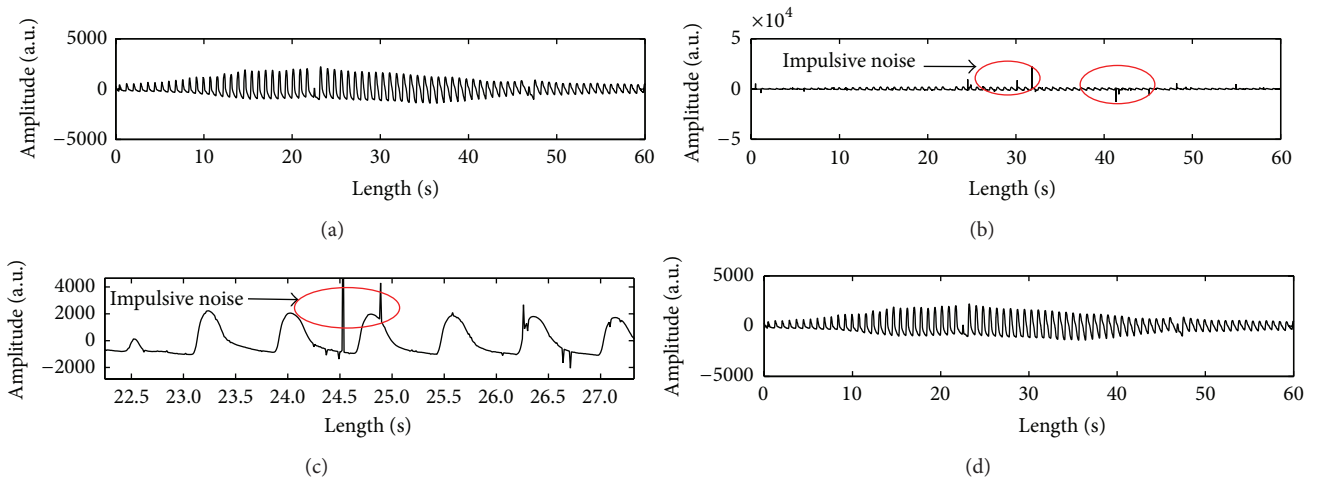 5000
0
−5000
Amplitude (a.u.)
0 10 20 30 40 50 60
Length (s)
(a)
×10⁴
5
0
−5
Amplitude (a.u.)
Impulsive noise
0 10 20 30 40 50 60
Length (s)
(b)
4000
2000
0
−2000
Amplitude (a.u.)
Impulsive noise
22.5 23.0 23.5 24.0 24.5 25.0 25.5 26.0 26.5 27.0
Length (s)
(c)
5000
0
−5000
Amplitude (a.u.)
0 10 20 30 40 50 60
Length (s)
(d)